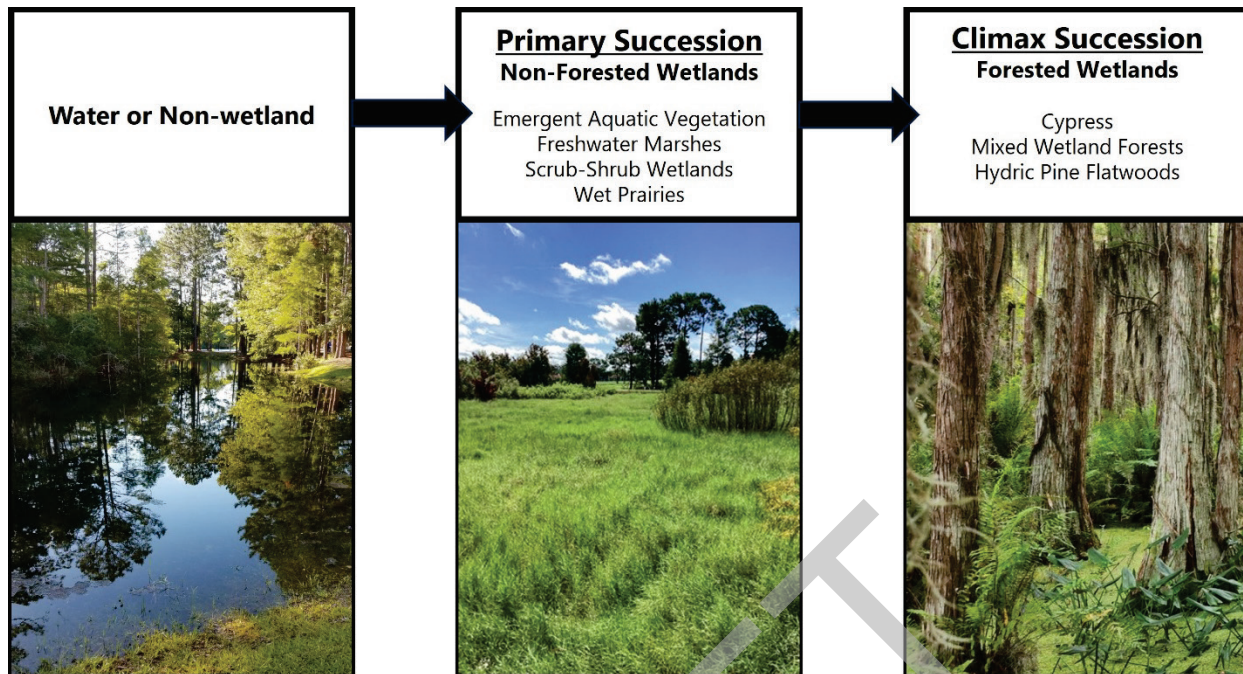 Water or Non-wetland
Primary Succession
Non-Forested Wetlands
Emergent Aquatic Vegetation
Freshwater Marshes
Scrub-Shrub Wetlands
Wet Prairies
Climax Succession
Forested Wetlands
Cypress
Mixed Wetland Forests
Hydric Pine Flatwoods